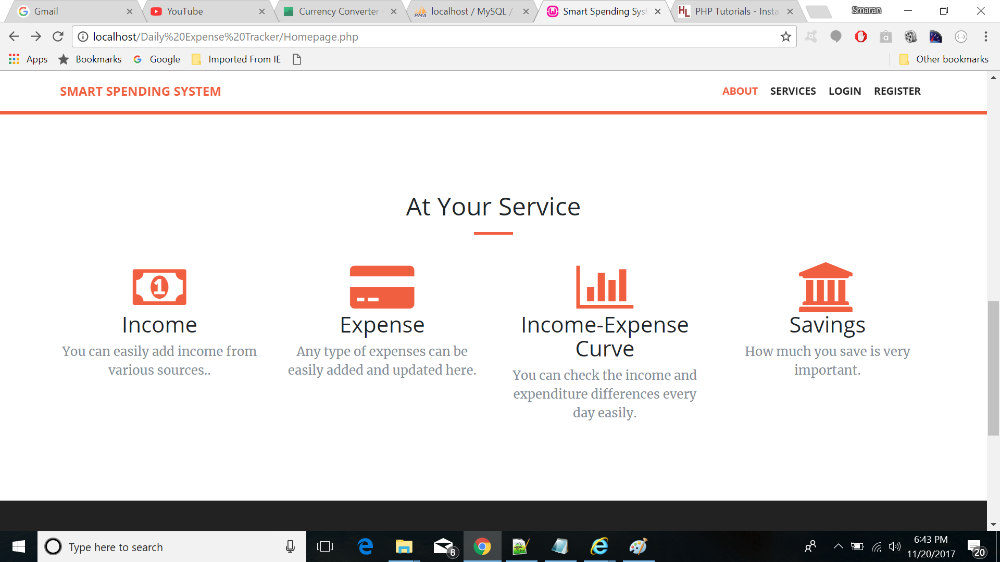 Gmail
YouTube
Currency Converter
localhost / MySQL /
Smart Spending Syst
PHP Tutorials - Insta
Smaran
localhost/Daily%20Expense%20Tracker/Homepage.php
Apps
Bookmarks
Google
Imported From IE
Other bookmarks
SMART SPENDING SYSTEM
ABOUT
SERVICES
LOGIN
REGISTER
At Your Service
1
Income
You can easily add income from
various sources..
Expense
Any type of expenses can be
easily added and updated here.
Income-Expense
Curve
You can check the income and
expenditure differences every
day easily.
Savings
How much you save is very
important.
Type here to search
8
6:43 PM
11/20/2017
20